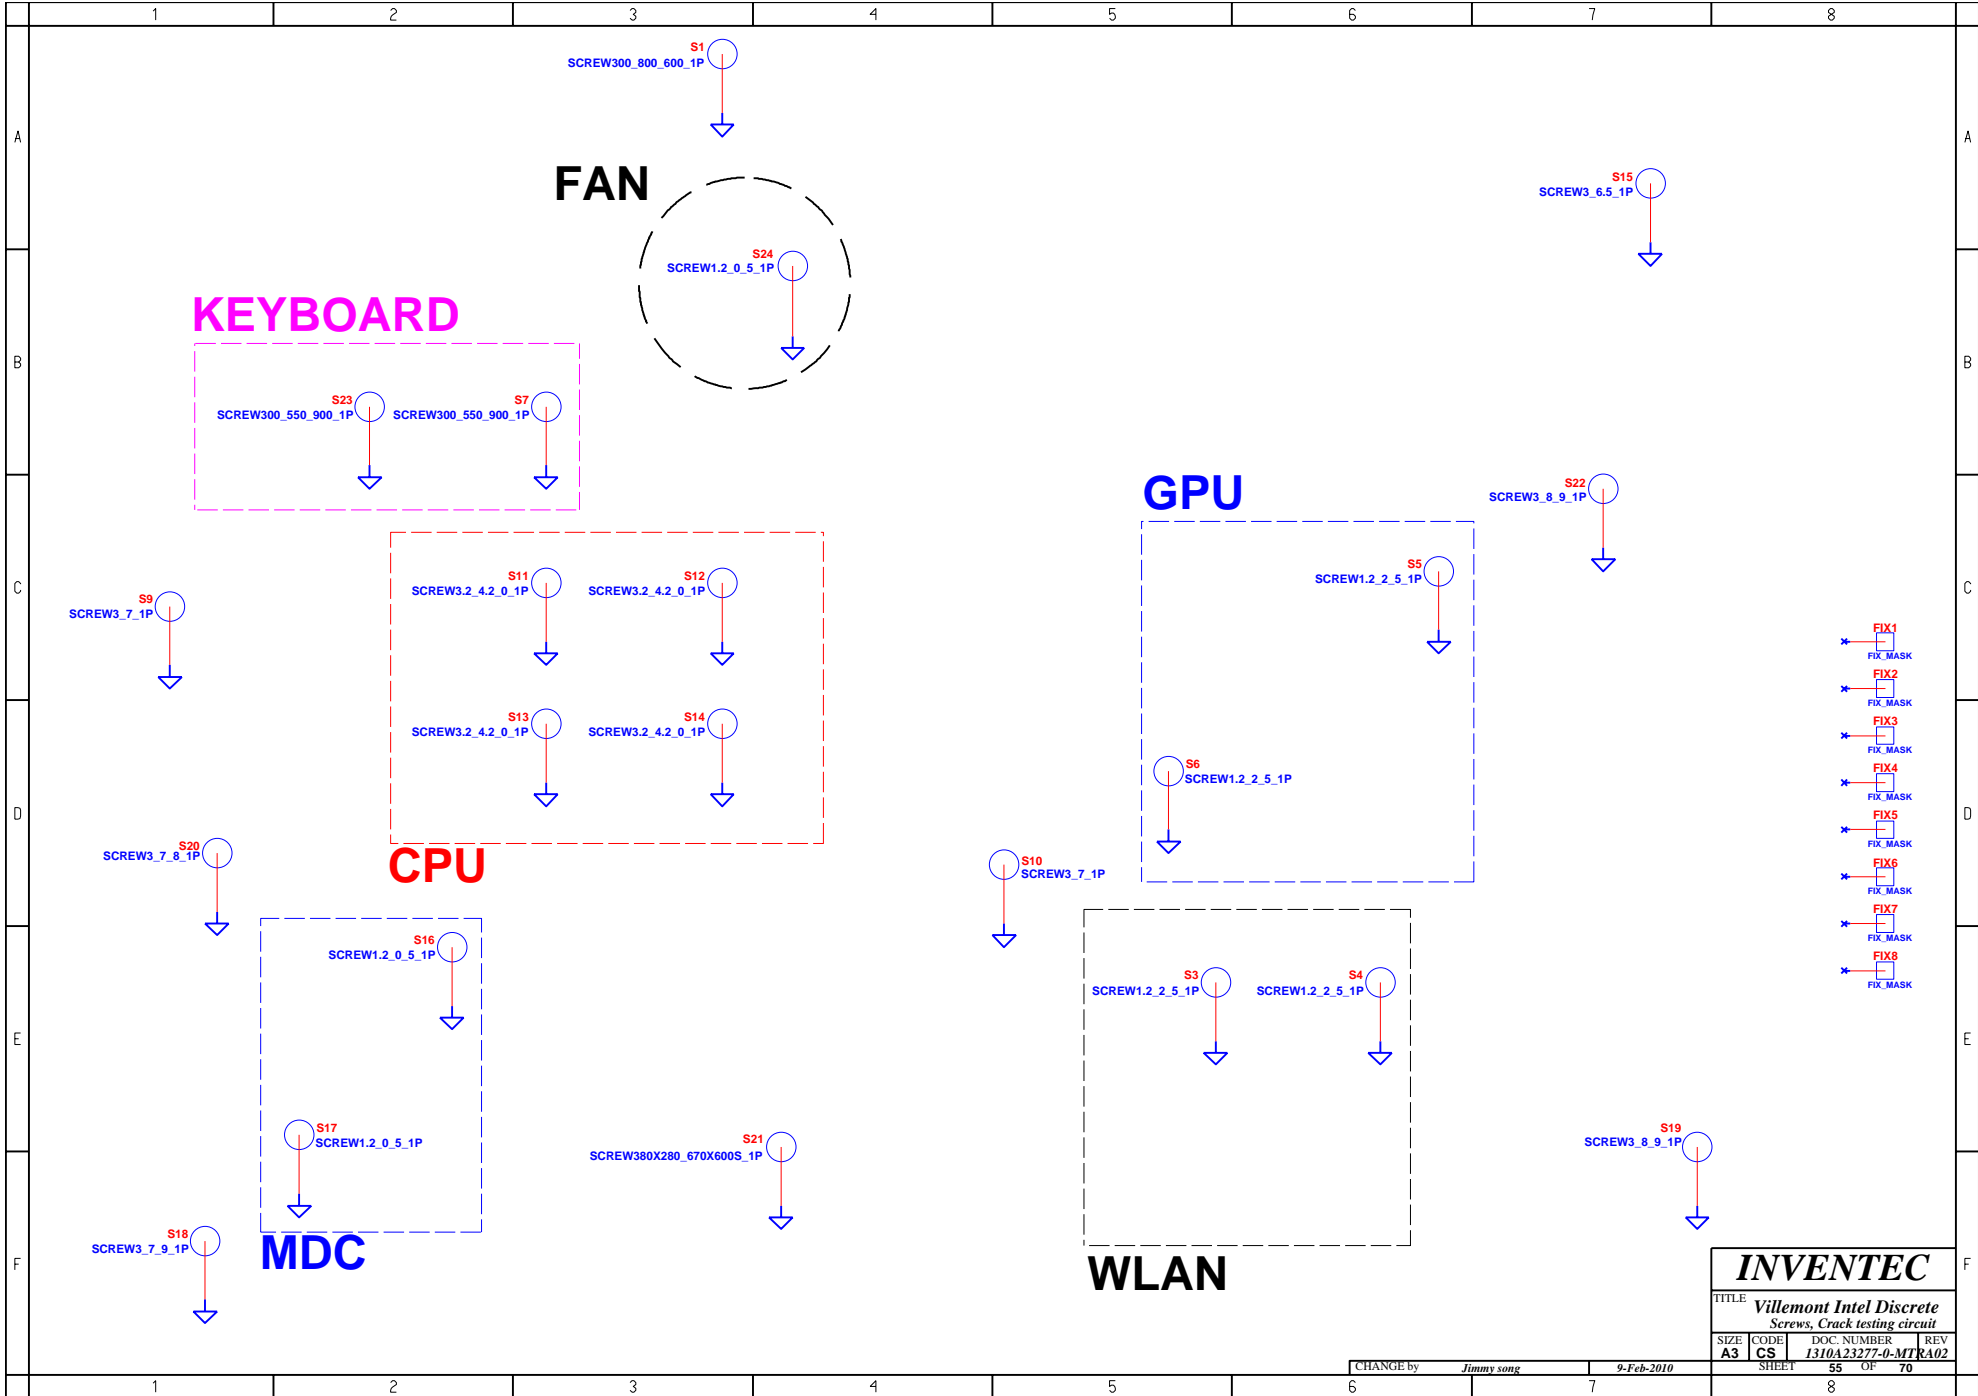 1 2 3 4 5 6 7 8
S1
SCREW300_800_600_1P
A
A
FAN
S15
SCREW3_6.5_1P
S24
SCREW1.2_0_5_1P
KEYBOARD
B
B
S23
SCREW300_550_900_1P
S7
SCREW300_550_900_1P
GPU
S22
SCREW3_8_9_1P
S5
SCREW1.2_2_5_1P
S11
SCREW3.2_4.2_0_1P
S12
SCREW3.2_4.2_0_1P
C
C
S9
SCREW3_7_1P
FIX1
FIX_MASK
FIX2
FIX_MASK
S13
SCREW3.2_4.2_0_1P
S14
SCREW3.2_4.2_0_1P
FIX3
FIX_MASK
S6
SCREW1.2_2_5_1P
FIX4
FIX_MASK
D
D
FIX5
FIX_MASK
S20
SCREW3_7_8_1P
CPU
S10
SCREW3_7_1P
FIX6
FIX_MASK
FIX7
FIX_MASK
S16
SCREW1.2_0_5_1P
FIX8
FIX_MASK
S3
SCREW1.2_2_5_1P
S4
SCREW1.2_2_5_1P
E
E
S17
SCREW1.2_0_5_1P
S21
SCREW380X280_670X600S_1P
S19
SCREW3_8_9_1P
S18
SCREW3_7_9_1P
MDC
WLAN
F
F
INVENTEC
TITLE
Villemont Intel Discrete
Screws, Crack testing circuit
SIZE CODE DOC. NUMBER REV
A3 CS 1310A23277-0-MTR A02
CHANGE by Jimmy song 9-Feb-2010 SHEET 55 OF 70
1 2 3 4 5 6 7 8